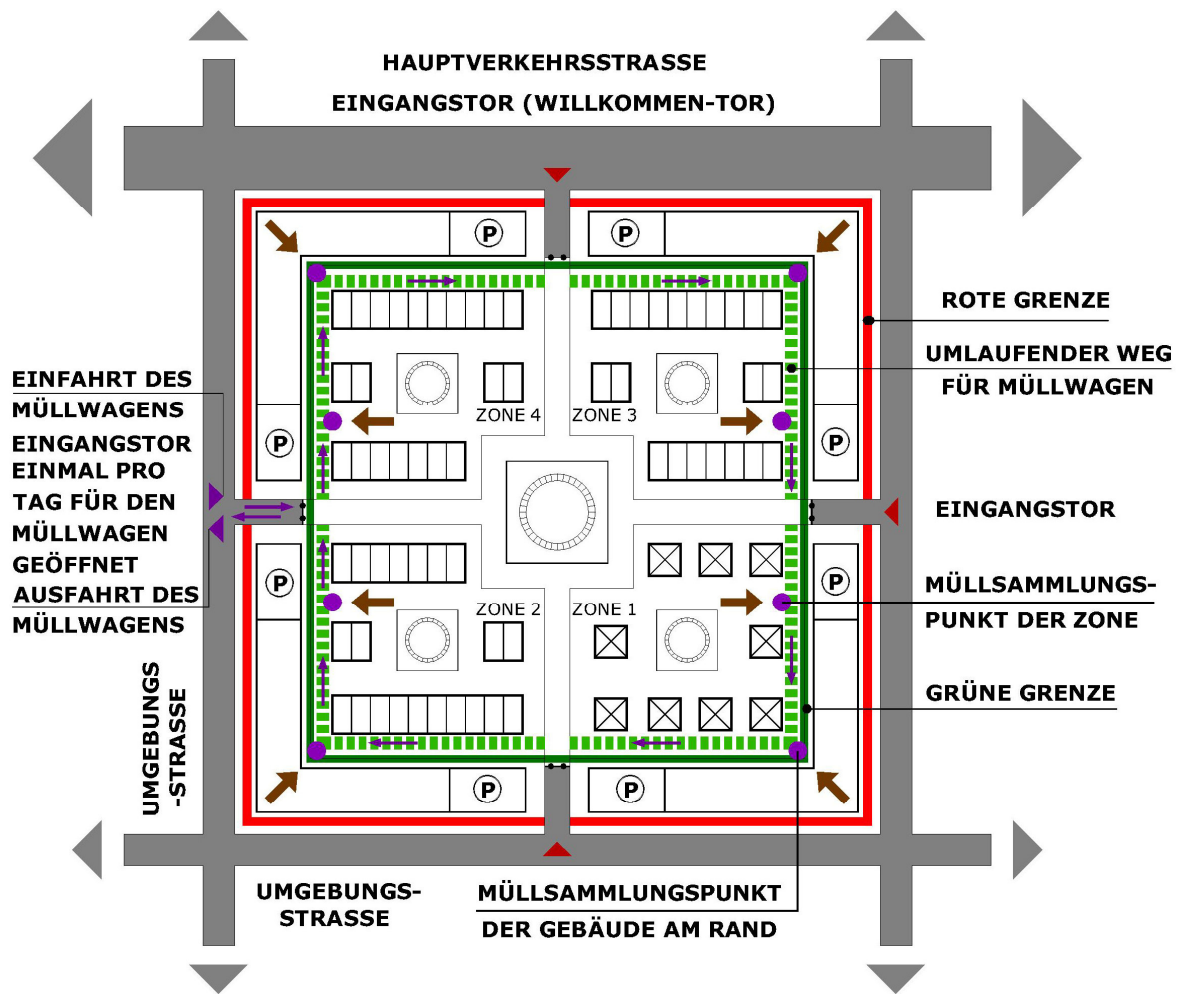 HAUPTVERKEHRSSTRASSE
EINGANGSTOR (WILLKOMMEN-TOR)
P
P
ROTE GRENZE
UMLAUFENDER WEG
FÜR MÜLLWAGEN
EINFAHRT DES
MÜLLWAGENS
EINGANGSTOR
EINMAL PRO
TAG FÜR DEN
MÜLLWAGEN
GEÖFFNET
AUSFAHRT DES
MÜLLWAGENS
ZONE 4
ZONE 3
P
P
EINGANGSTOR
P
P
ZONE 2
ZONE 1
MÜLLSAMMLUNGS-
PUNKT DER ZONE
GRÜNE GRENZE
UMGEBUNGS
-STRASSE
P
P
UMGEBUNGS-
STRASSE
MÜLLSAMMLUNGSPUNKT
DER GEBÄUDE AM RAND